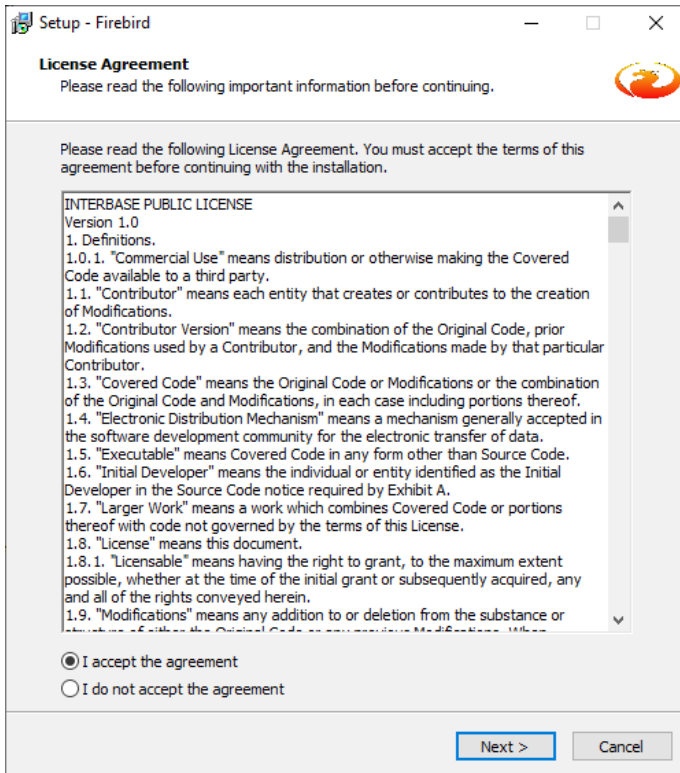 Setup - Firebird
License Agreement
Please read the following important information before continuing.
Please read the following License Agreement. You must accept the terms of this
agreement before continuing with the installation.
INTERBASE PUBLIC LICENSE
Version 1.0
1. Definitions.
1.0.1. "Commercial Use" means distribution or otherwise making the Covered
Code available to a third party.
1.1. "Contributor" means each entity that creates or contributes to the creation
of Modifications.
1.2. "Contributor Version" means the combination of the Original Code, prior
Modifications used by a Contributor, and the Modifications made by that particular
Contributor.
1.3. "Covered Code" means the Original Code or Modifications or the combination
of the Original Code and Modifications, in each case including portions thereof.
1.4. "Electronic Distribution Mechanism" means a mechanism generally accepted in
the software development community for the electronic transfer of data.
1.5. "Executable" means Covered Code in any form other than Source Code.
1.6. "Initial Developer" means the individual or entity identified as the Initial
Developer in the Source Code notice required by Exhibit A.
1.7. "Larger Work" means a work which combines Covered Code or portions
thereof with code not governed by the terms of this License.
1.8. "License" means this document.
1.8.1. "Licensable" means having the right to grant, to the maximum extent
possible, whether at the time of the initial grant or subsequently acquired, any
and all of the rights conveyed herein.
1.9. "Modifications" means any addition to or deletion from the substance or
structure of either the Original Code or any previous Modifications. When
I accept the agreement
I do not accept the agreement
Next >
Cancel